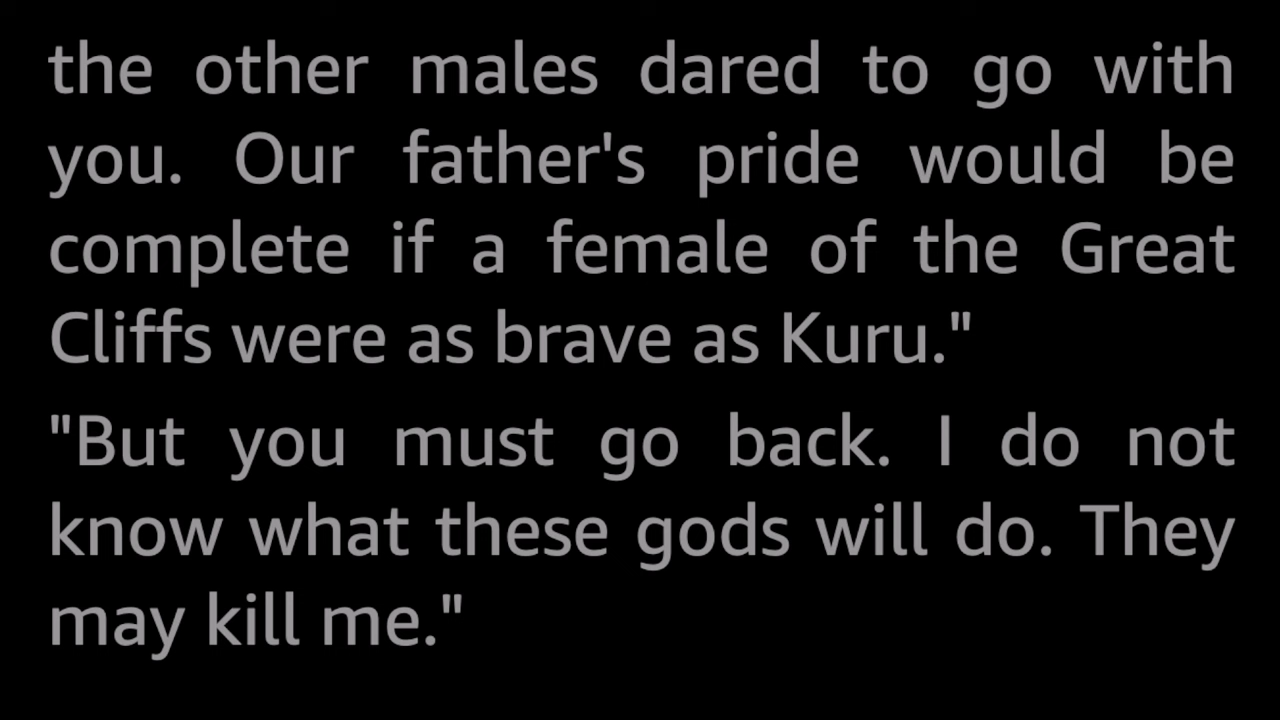 the other males dared to go with
you. Our father's pride would be
complete if a female of the Great
Cliffs were as brave as Kuru."
"But you must go back. I do not
know what these gods will do. They
may kill me."